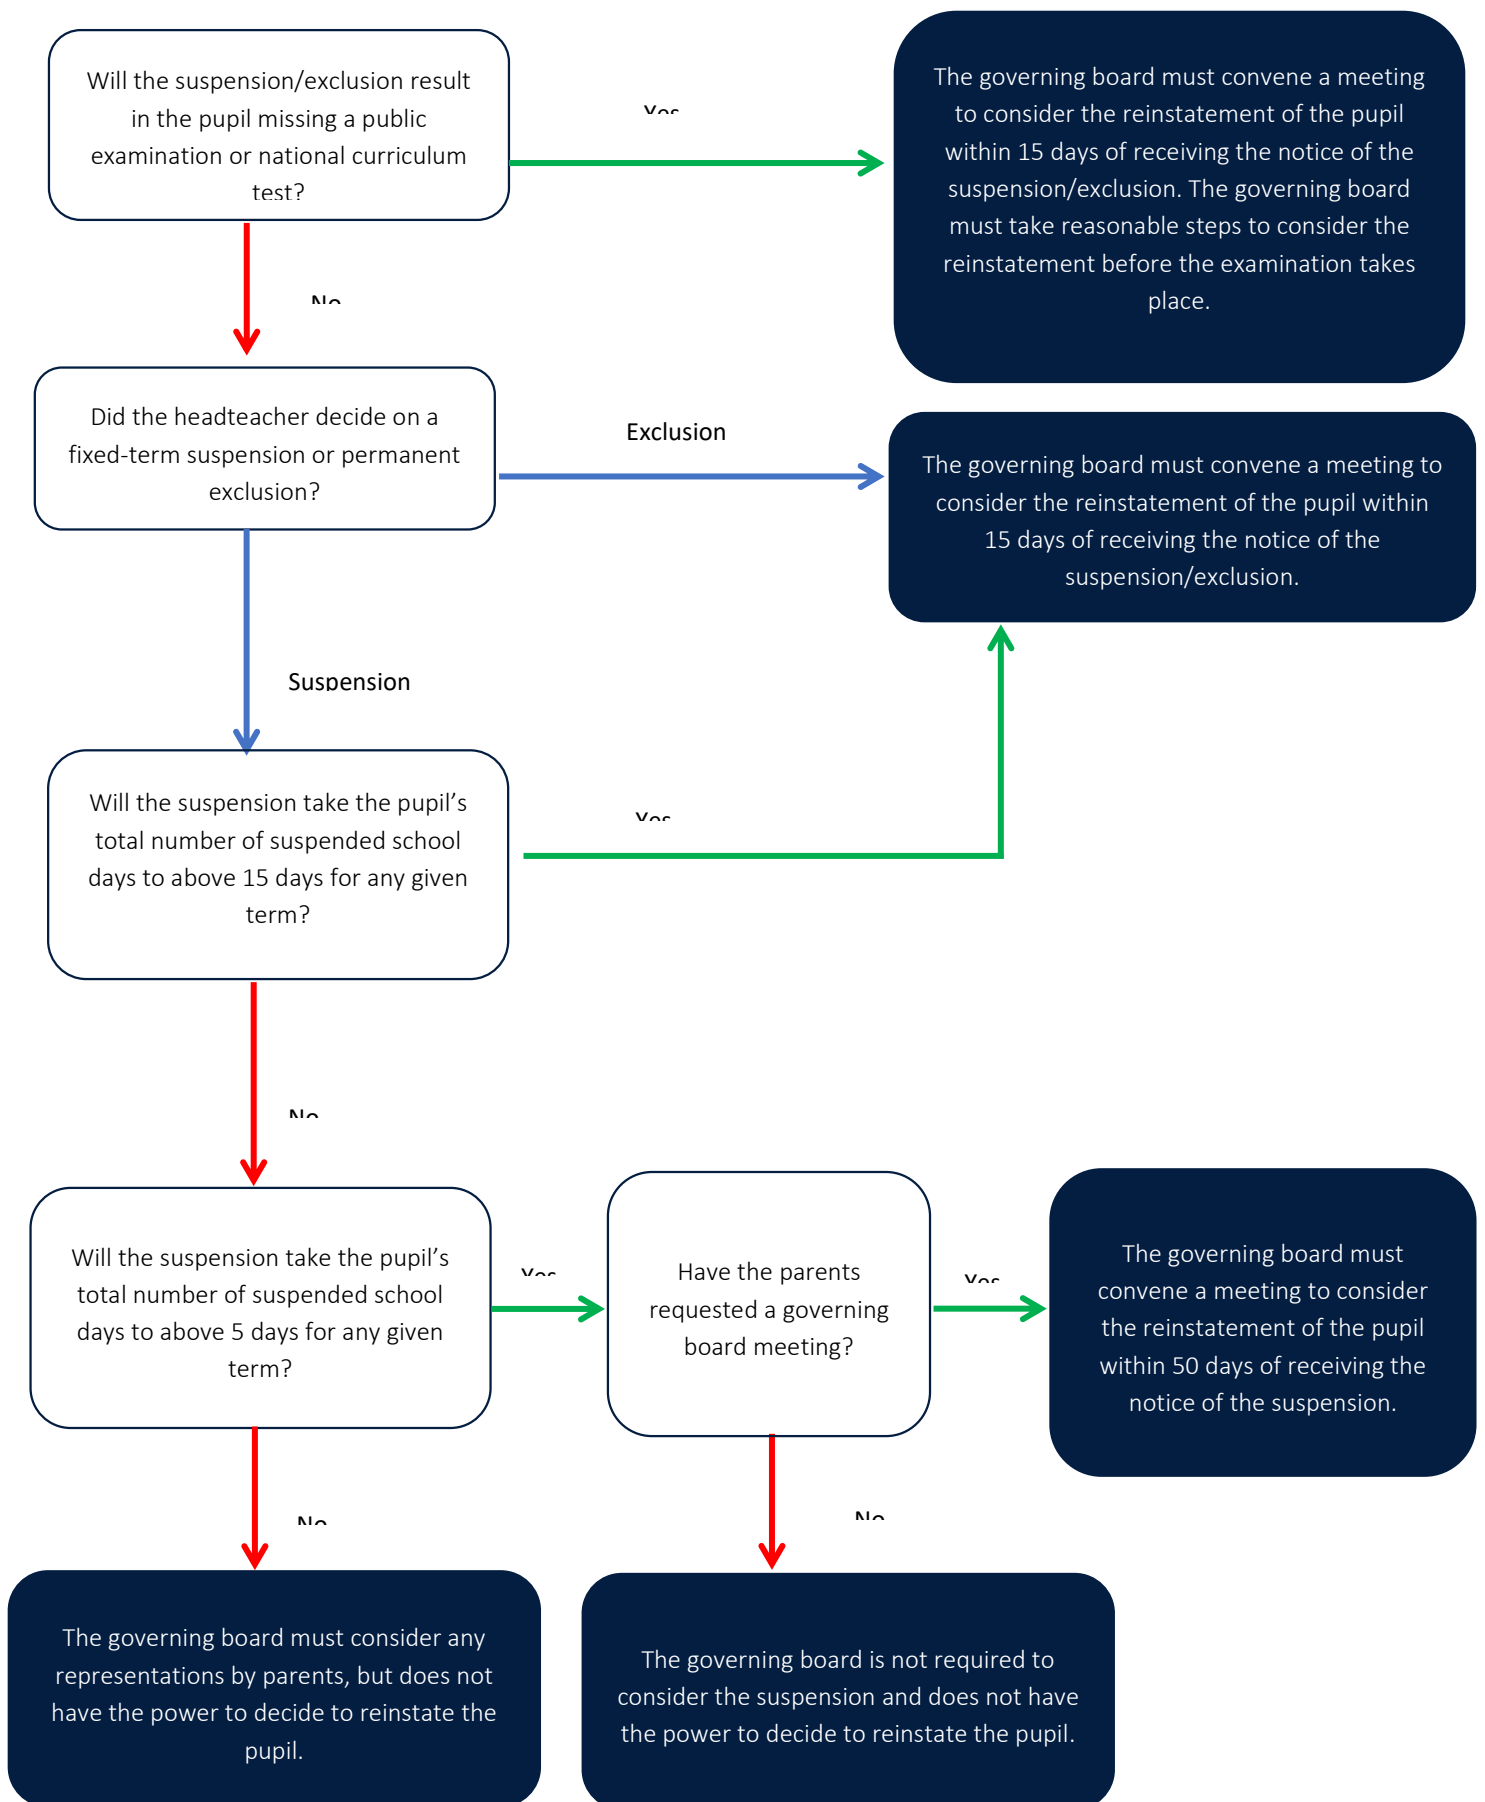 Will the suspension/exclusion result
in the pupil missing a public
examination or national curriculum
test?
Yes
The governing board must convene a meeting
to consider the reinstatement of the pupil
within 15 days of receiving the notice of the
suspension/exclusion. The governing board
must take reasonable steps to consider the
reinstatement before the examination takes
place.
No
Did the headteacher decide on a
fixed-term suspension or permanent
exclusion?
Exclusion
The governing board must convene a meeting to
consider the reinstatement of the pupil within
15 days of receiving the notice of the
suspension/exclusion.
Suspension
Will the suspension take the pupil’s
total number of suspended school
days to above 15 days for any given
term?
Yes
No
Will the suspension take the pupil’s
total number of suspended school
days to above 5 days for any given
term?
Yes
Have the parents
requested a governing
board meeting?
Yes
The governing board must
convene a meeting to consider
the reinstatement of the pupil
within 50 days of receiving the
notice of the suspension.
No
No
The governing board must consider any
representations by parents, but does not
have the power to decide to reinstate the
pupil.
The governing board is not required to
consider the suspension and does not have
the power to decide to reinstate the pupil.